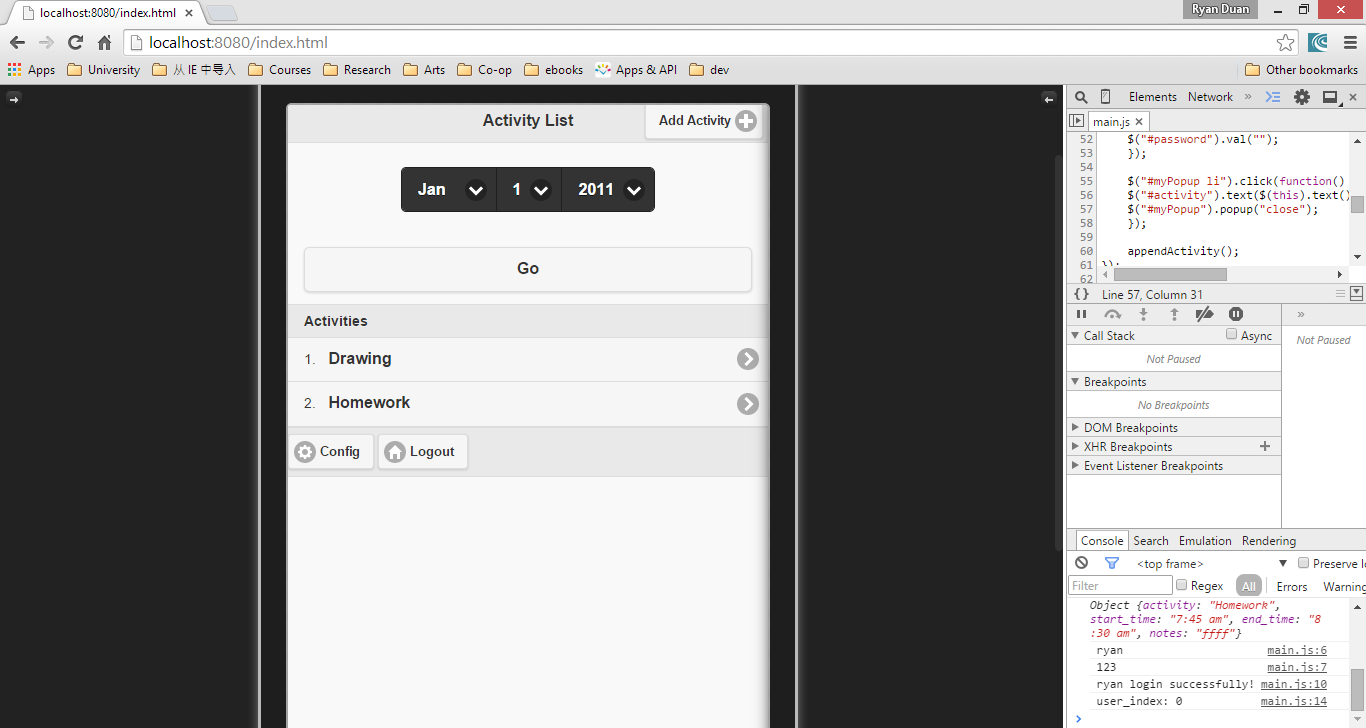 localhost:8080/index.html
Ryan Duan
localhost:8080/index.html
Apps University 从 IE 中导入 Courses Research Arts Co-op ebooks Apps & API dev Other bookmarks
Activity List
Add Activity
Jan 1 2011
Go
Activities
1. Drawing
2. Homework
Config Logout
Elements Network »
main.js
52 $("#password").val("");
53 });
54
55 $("#myPopup li").click(function()
56 $("#activity").text($(this).text()
57 $("#myPopup").popup("close");
58 });
59
60 appendActivity();
61 });
62
{} Line 57, Column 31
»
Call Stack Async
Not Paused
Not Paused
Breakpoints
No Breakpoints
DOM Breakpoints
XHR Breakpoints
Event Listener Breakpoints
Console Search Emulation Rendering
<top frame> Preserve lo
Filter Regex All Errors Warning
Object {activity: "Homework",
start_time: "7:45 am", end_time: "8
:30 am", notes: "ffff"}
ryan main.js:6
123 main.js:7
ryan login successfully! main.js:10
user_index: 0 main.js:14